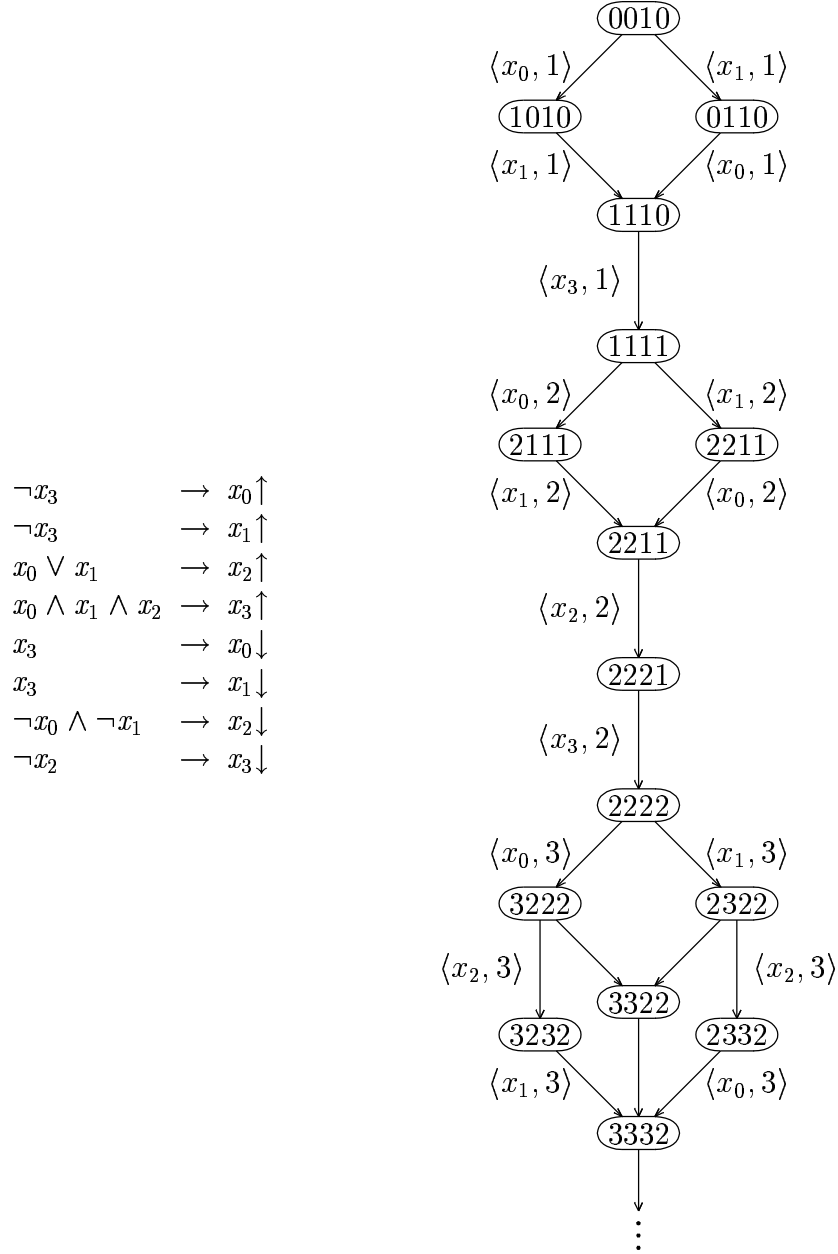 ¬x₃ → x₀↑
¬x₃ → x₁↑
x₀ ∨ x₁ → x₂↑
x₀ ∧ x₁ ∧ x₂ → x₃↑
x₃ → x₀↓
x₃ → x₁↓
¬x₀ ∧ ¬x₁ → x₂↓
¬x₂ → x₃↓
0010
⟨x₀, 1⟩ ⟨x₁, 1⟩
1010 0110
⟨x₁, 1⟩ ⟨x₀, 1⟩
1110
⟨x₃, 1⟩
1111
⟨x₀, 2⟩ ⟨x₁, 2⟩
2111 2211
⟨x₁, 2⟩ ⟨x₀, 2⟩
2211
⟨x₂, 2⟩
2221
⟨x₃, 2⟩
2222
⟨x₀, 3⟩ ⟨x₁, 3⟩
3222 2322
⟨x₂, 3⟩ ⟨x₂, 3⟩
3322
3232 2332
⟨x₁, 3⟩ ⟨x₀, 3⟩
3332
⋮